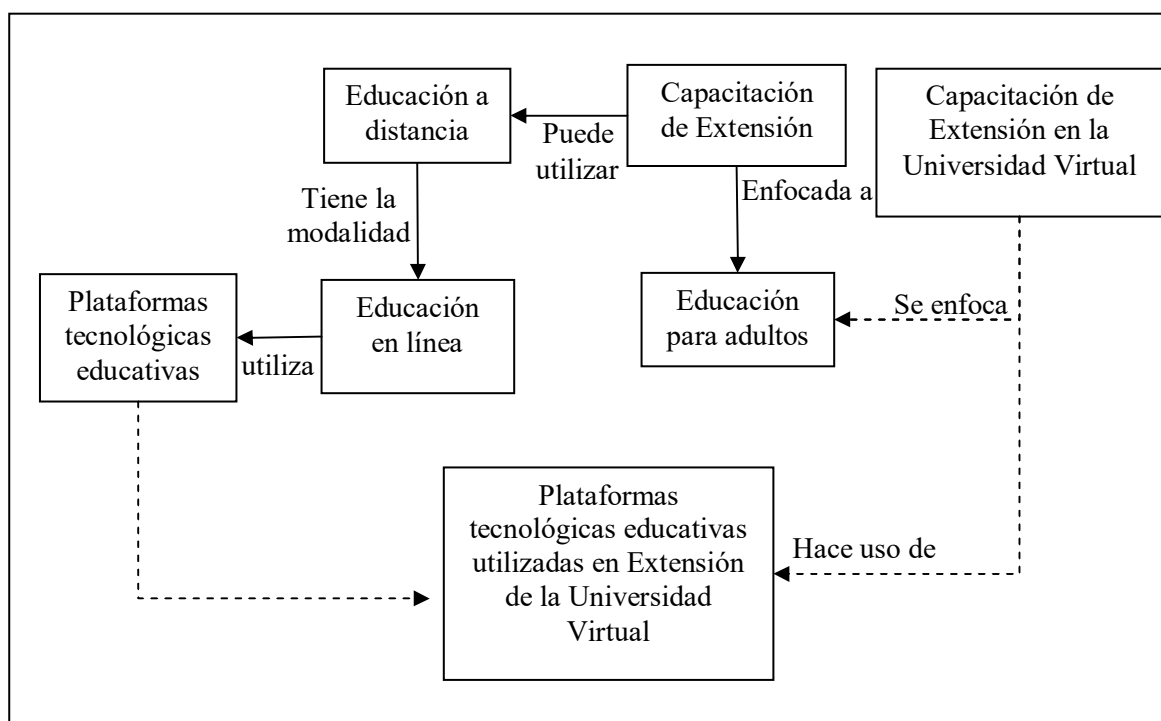 Educación a
distancia
Puede
utilizar
Capacitación
de Extensión
Capacitación de
Extensión en la
Universidad Virtual
Tiene la
modalidad
Enfocada a
Plataformas
tecnológicas
educativas
utiliza
Educación
en línea
Educación
para adultos
Se enfoca
Plataformas
tecnológicas educativas
utilizadas en Extensión
de la Universidad
Virtual
Hace uso de